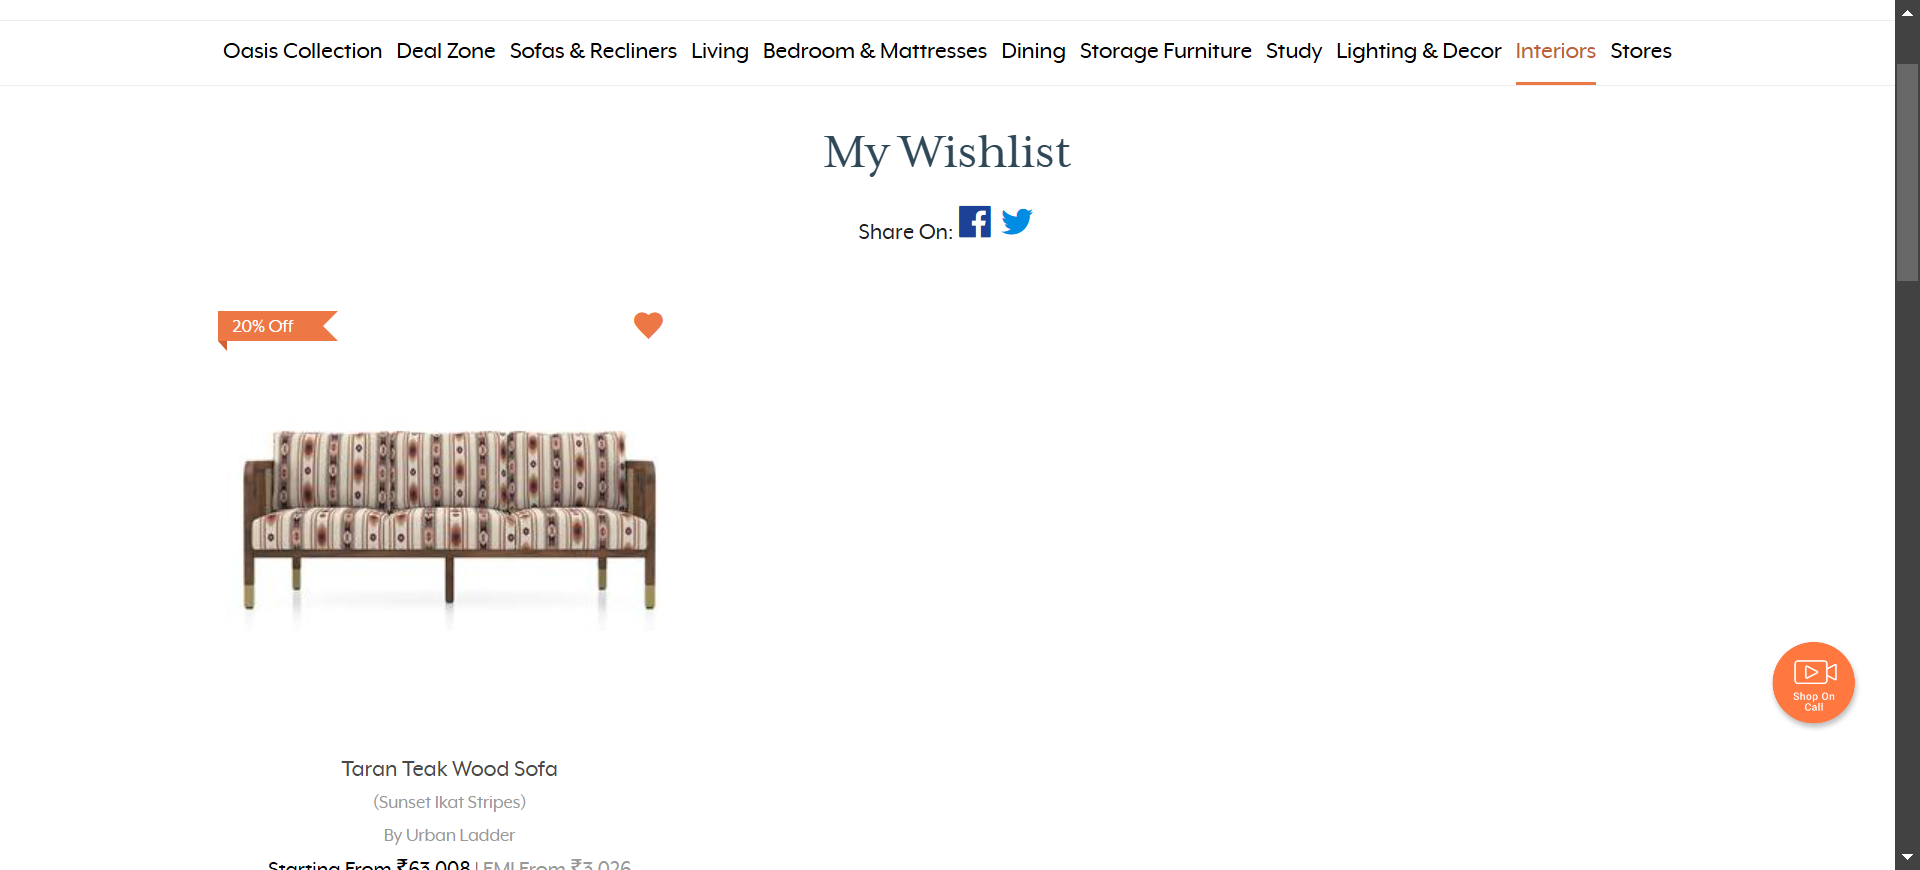 Oasis Collection Deal Zone Sofas & Recliners Living Bedroom & Mattresses Dining Storage Furniture Study Lighting & Decor Interiors Stores
My Wishlist
Share On:
20% Off
Shop On
Call
Taran Teak Wood Sofa
(Sunset Ikat Stripes)
By Urban Ladder
Starting From ₹63,008 | EMI From ₹3,026